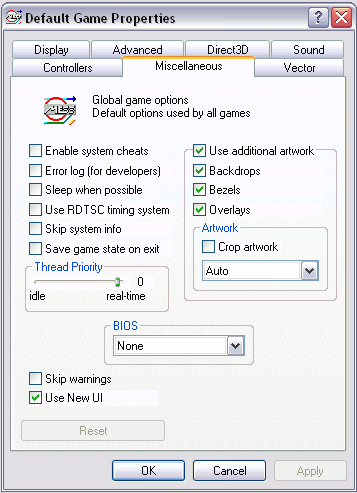 Default Game Properties
Display
Advanced
Direct3D
Sound
Controllers
Miscellaneous
Vector
MESS
Global game options
Default options used by all games
Enable system cheats
Error log (for developers)
Sleep when possible
Use RDTSC timing system
Skip system info
Save game state on exit
Thread Priority
0
idle
real-time
Use additional artwork
Backdrops
Bezels
Overlays
Artwork
Crop artwork
Auto
BIOS
None
Skip warnings
Use New UI
Reset
OK
Cancel
Apply